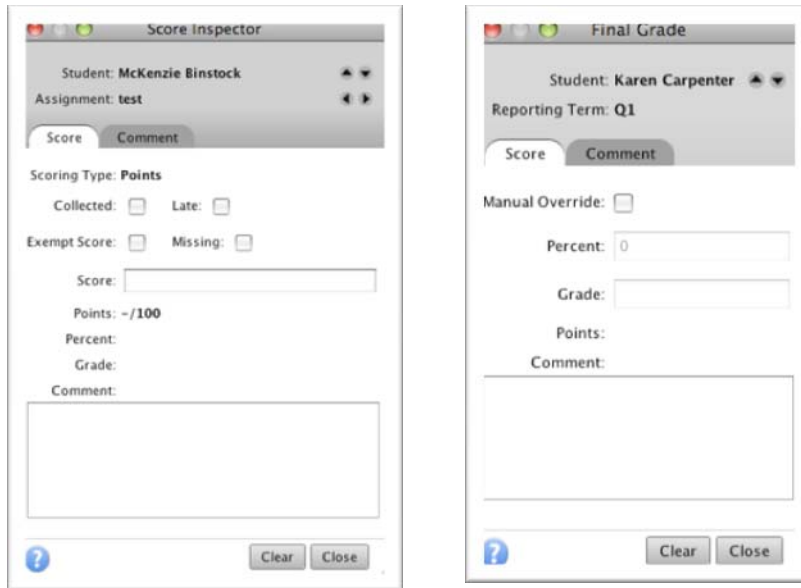 Score Inspector
Student: McKenzie Binstock
Assignment: test
Score Comment
Scoring Type: Points
Collected: Late:
Exempt Score: Missing:
Score:
Points: -/100
Percent:
Grade:
Comment:
?
Clear Close
Final Grade
Student: Karen Carpenter
Reporting Term: Q1
Score Comment
Manual Override:
Percent: 0
Grade:
Points:
Comment:
?
Clear Close